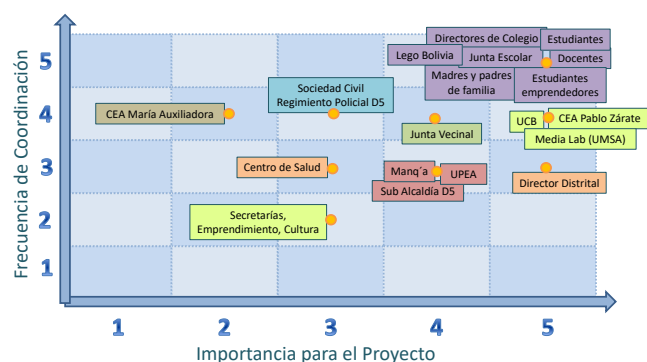 Frecuencia de Coordinación
5
4
3
2
1
Directores de Colegio
Estudiantes
Lego Bolivia
Junta Escolar
Docentes
Madres y padres
de familia
Estudiantes
emprendedores
Sociedad Civil
Regimiento Policial D5
CEA María Auxiliadora
Junta Vecinal
UCB
CEA Pablo Zárate
Media Lab (UMSA)
Centro de Salud
Manq´a
UPEA
Sub Alcaldía D5
Director Distrital
Secretarías,
Emprendimiento, Cultura
1 2 3 4 5
Importancia para el Proyecto